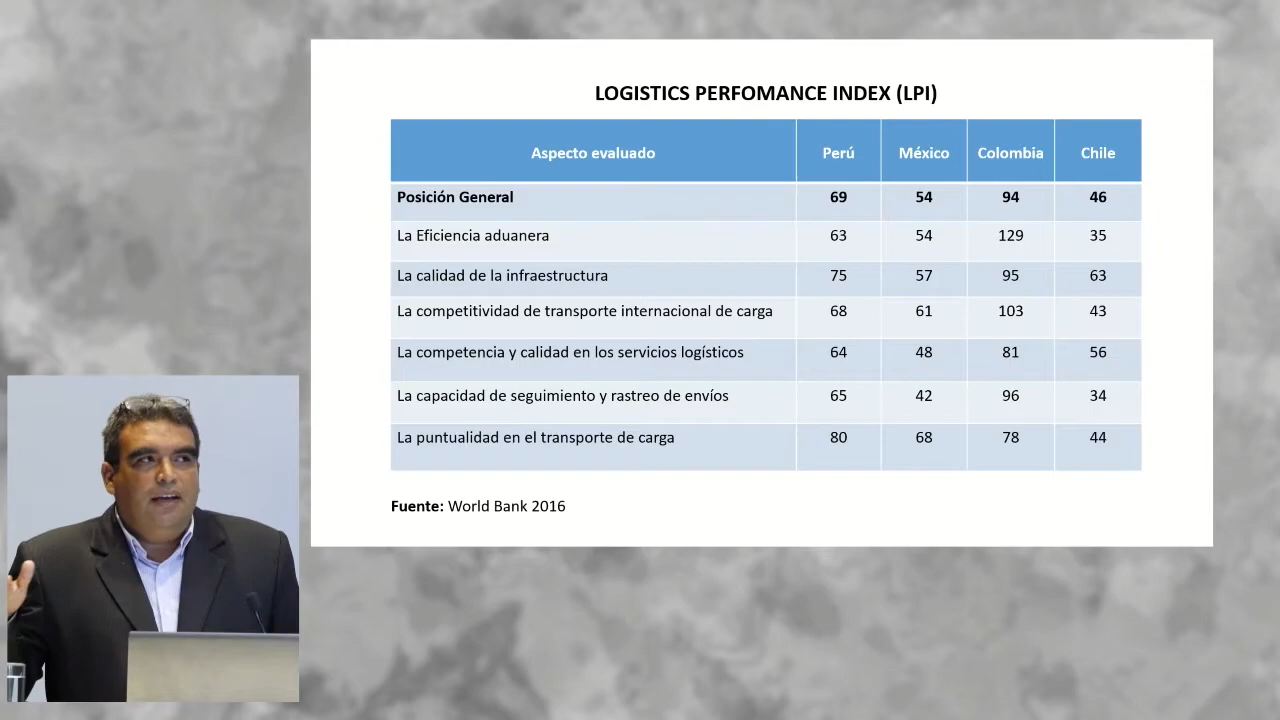 LOGISTICS PERFOMANCE INDEX (LPI)
Aspecto evaluado Perú México Colombia Chile
Posición General 69 54 94 46
La Eficiencia aduanera 63 54 129 35
La calidad de la infraestructura 75 57 95 63
La competitividad de transporte internacional de carga 68 61 103 43
La competencia y calidad en los servicios logísticos 64 48 81 56
La capacidad de seguimiento y rastreo de envíos 65 42 96 34
La puntualidad en el transporte de carga 80 68 78 44
Fuente: World Bank 2016